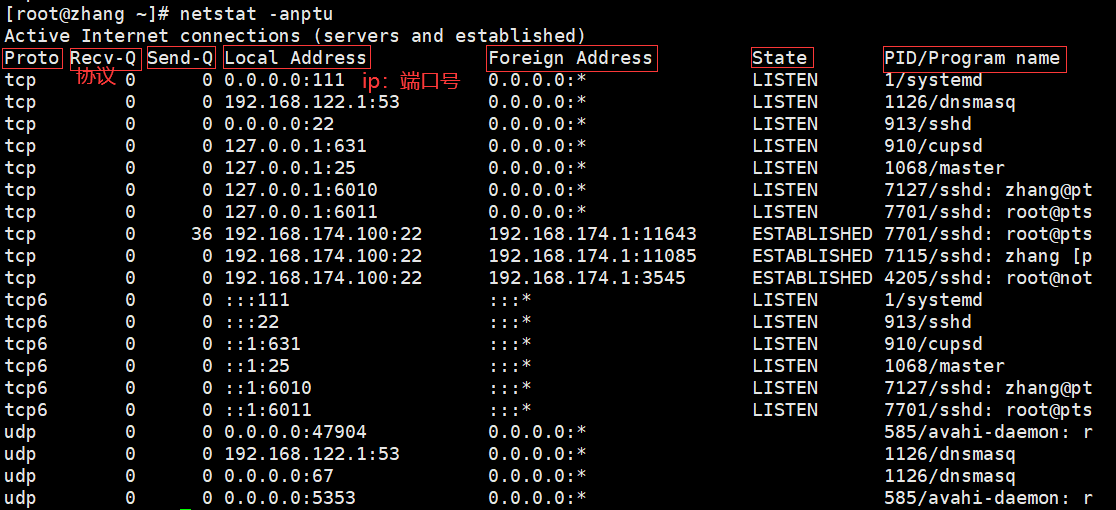 [root@zhang ~]# netstat -anptu
Active Internet connections (servers and established)
Proto Recv-Q Send-Q Local Address Foreign Address State PID/Program name
协议
tcp 0 0 0.0.0.0:111 ip: 端口号 0.0.0.0:* LISTEN 1/systemd
tcp 0 0 192.168.122.1:53 0.0.0.0:* LISTEN 1126/dnsmasq
tcp 0 0 0.0.0.0:22 0.0.0.0:* LISTEN 913/sshd
tcp 0 0 127.0.0.1:631 0.0.0.0:* LISTEN 910/cupsd
tcp 0 0 127.0.0.1:25 0.0.0.0:* LISTEN 1068/master
tcp 0 0 127.0.0.1:6010 0.0.0.0:* LISTEN 7127/sshd: zhang@pt
tcp 0 0 127.0.0.1:6011 0.0.0.0:* LISTEN 7701/sshd: root@pts
tcp 0 36 192.168.174.100:22 192.168.174.1:11643 ESTABLISHED 7701/sshd: root@pts
tcp 0 0 192.168.174.100:22 192.168.174.1:11085 ESTABLISHED 7115/sshd: zhang [p
tcp 0 0 192.168.174.100:22 192.168.174.1:3545 ESTABLISHED 4205/sshd: root@not
tcp6 0 0 :::111 :::* LISTEN 1/systemd
tcp6 0 0 :::22 :::* LISTEN 913/sshd
tcp6 0 0 ::1:631 :::* LISTEN 910/cupsd
tcp6 0 0 ::1:25 :::* LISTEN 1068/master
tcp6 0 0 ::1:6010 :::* LISTEN 7127/sshd: zhang@pt
tcp6 0 0 ::1:6011 :::* LISTEN 7701/sshd: root@pts
udp 0 0 0.0.0.0:47904 0.0.0.0:* 585/avahi-daemon: r
udp 0 0 192.168.122.1:53 0.0.0.0:* 1126/dnsmasq
udp 0 0 0.0.0.0:67 0.0.0.0:* 1126/dnsmasq
udp 0 0 0.0.0.0:5353 0.0.0.0:* 585/avahi-daemon: r